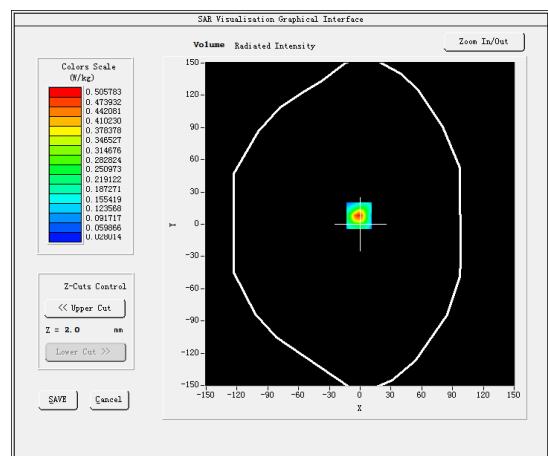 SAR Visualisation Graphical Interface
Volume Radiated Intensity
Zoom In/Out
Colors Scale
(W/kg)
0.505783
0.473932
0.442081
0.410230
0.378378
0.346527
0.314676
0.282824
0.250973
0.219122
0.187271
0.155419
0.123568
0.091717
0.059866
0.028014
Z-Cuts Control
<< Upper Cut
Z = 2.0 mm
Lower Cut >>
SAVE
Cancel
150
120
90
60
30
0
-30
-60
-90
-120
-150
Y
-150 -120 -90 -60 -30 0 30 60 90 120 150
X